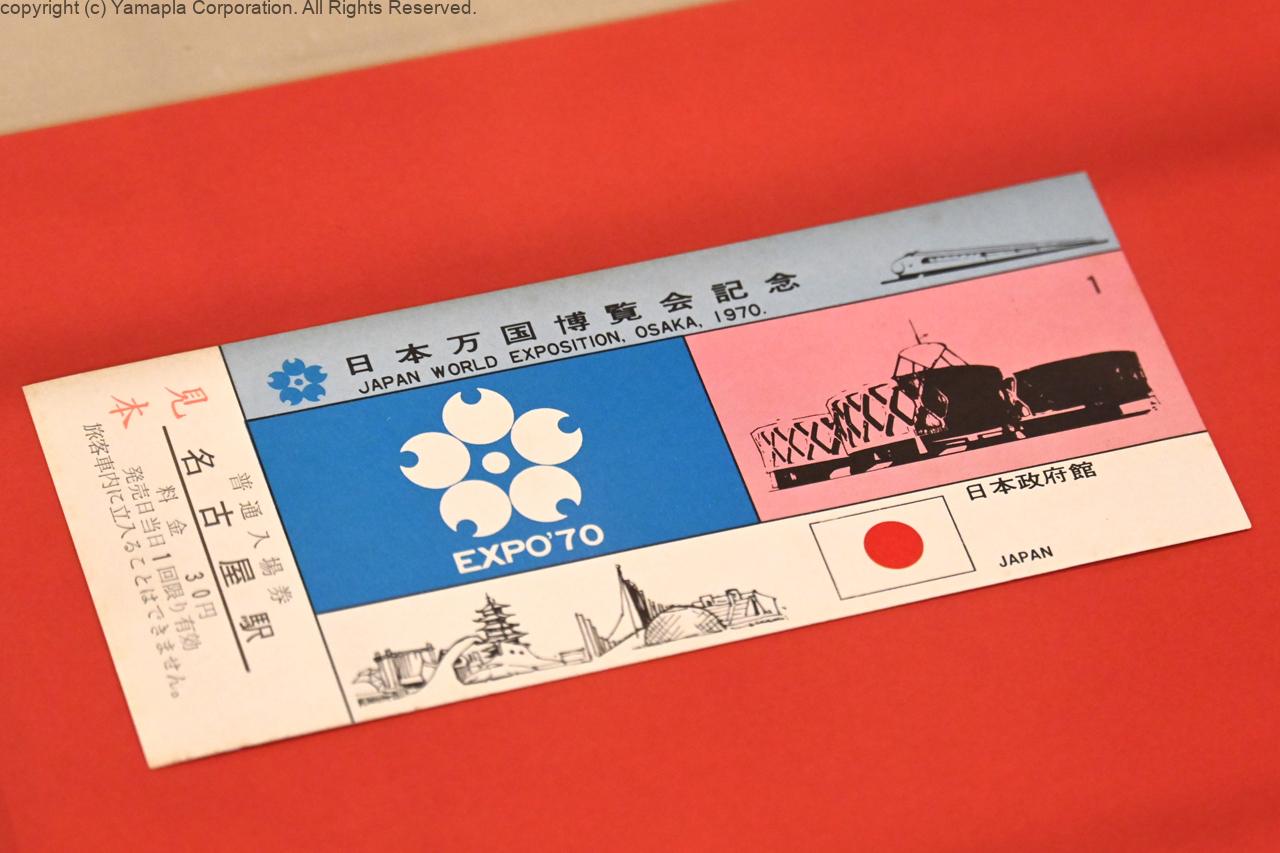 copyright (c) Yamapla Corporation. All Rights Reserved.
日本万国博覧会記念
JAPAN WORLD EXPOSITION, OSAKA, 1970.
1
EXPO'70
日本政府館
JAPAN
見本
普通入場券
名古屋駅
料金 30円
発売日当日1回限り有効
旅客車内に立入ることはできません。